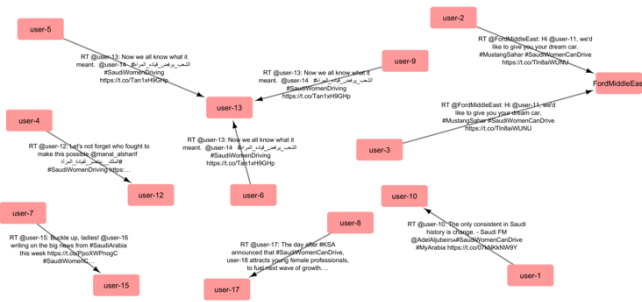 user-5
user-2
RT @FordMiddleEast: Hi @user-11, we'd
like to give you your dream car.
#MustangSahar #SaudiWomenCanDrive
https://t.co/Tln8aiWUNU
RT @user-13: Now we all know what it
meant. @user-14 #الشعب_يرفض_قياده_المراه
#SaudiWomenDriving
https://t.co/Tan1xH9GHp
user-9
RT @user-13: Now we all know what it
meant. @user-14 #الشعب_يرفض_قياده_المراه
#SaudiWomenDriving
https://t.co/Tan1xH9GHp
FordMiddleEast
user-13
RT @FordMiddleEast: Hi @user-11, we'd
like to give you your dream car.
#MustangSahar #SaudiWomenCanDrive
https://t.co/Tln8aiWUNU
user-4
RT @user-12: Let's not forget who fought to
make this possible @manal_alsharif
#SaudiWomenDriving https:…
RT @user-13: Now we all know what it
meant. @user-14 #الشعب_يرفض_قياده_المراه
#SaudiWomenDriving
https://t.co/Tan1xH9GHp
user-3
user-12
user-6
user-10
user-7
RT @user-15: Buckle up, ladies! @user-16
writing on the big news from #SaudiArabia
this week https://t.co/PpoXWPnogC
#SaudiWomenC…
user-8
RT @user-17: The day after #KSA
announced that #SaudiWomenCanDrive,
user-18 attracts young female professionals,
to fuel next wave of growth.…
RT @user-10: The only consistent in Saudi
history is change. - Saudi FM
@AdelAljubeirs#SaudiWomenCanDrive
#MyArabia
user-15
user-17
user-1